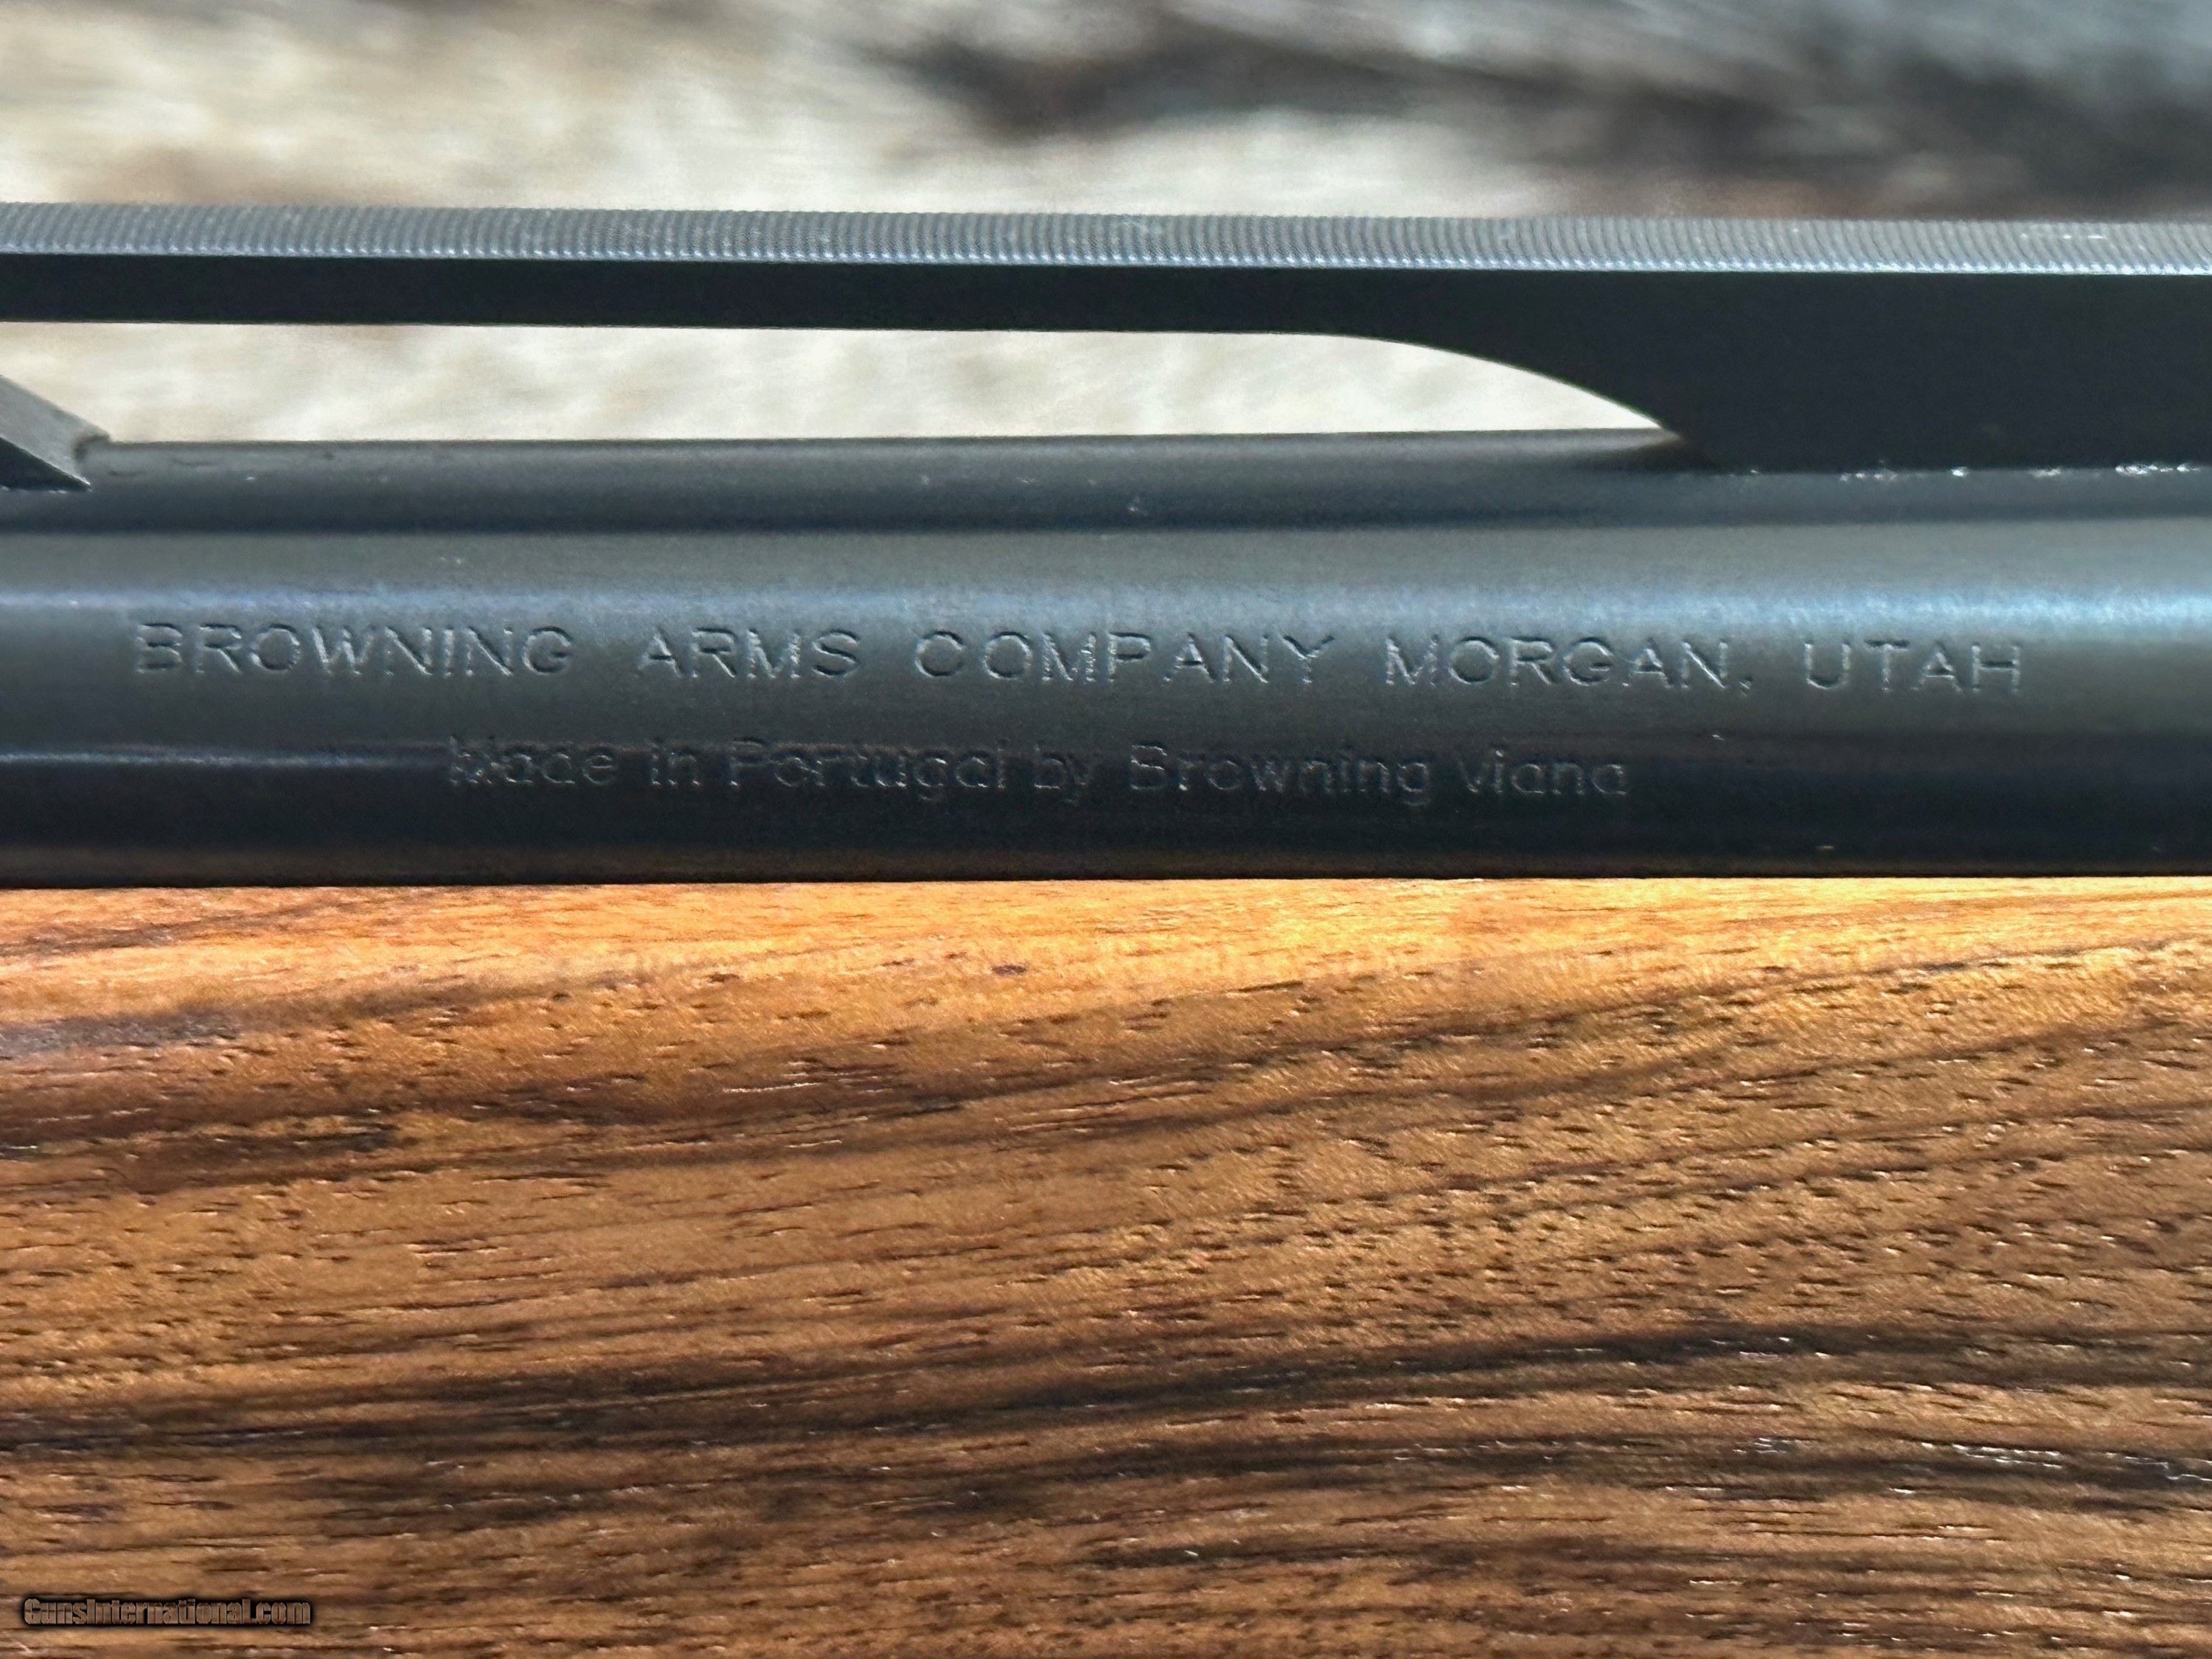 BROWNING ARMS COMPANY MORGAN, UTAH
Made in Portugal by Browning Viana
GunsInternational.com